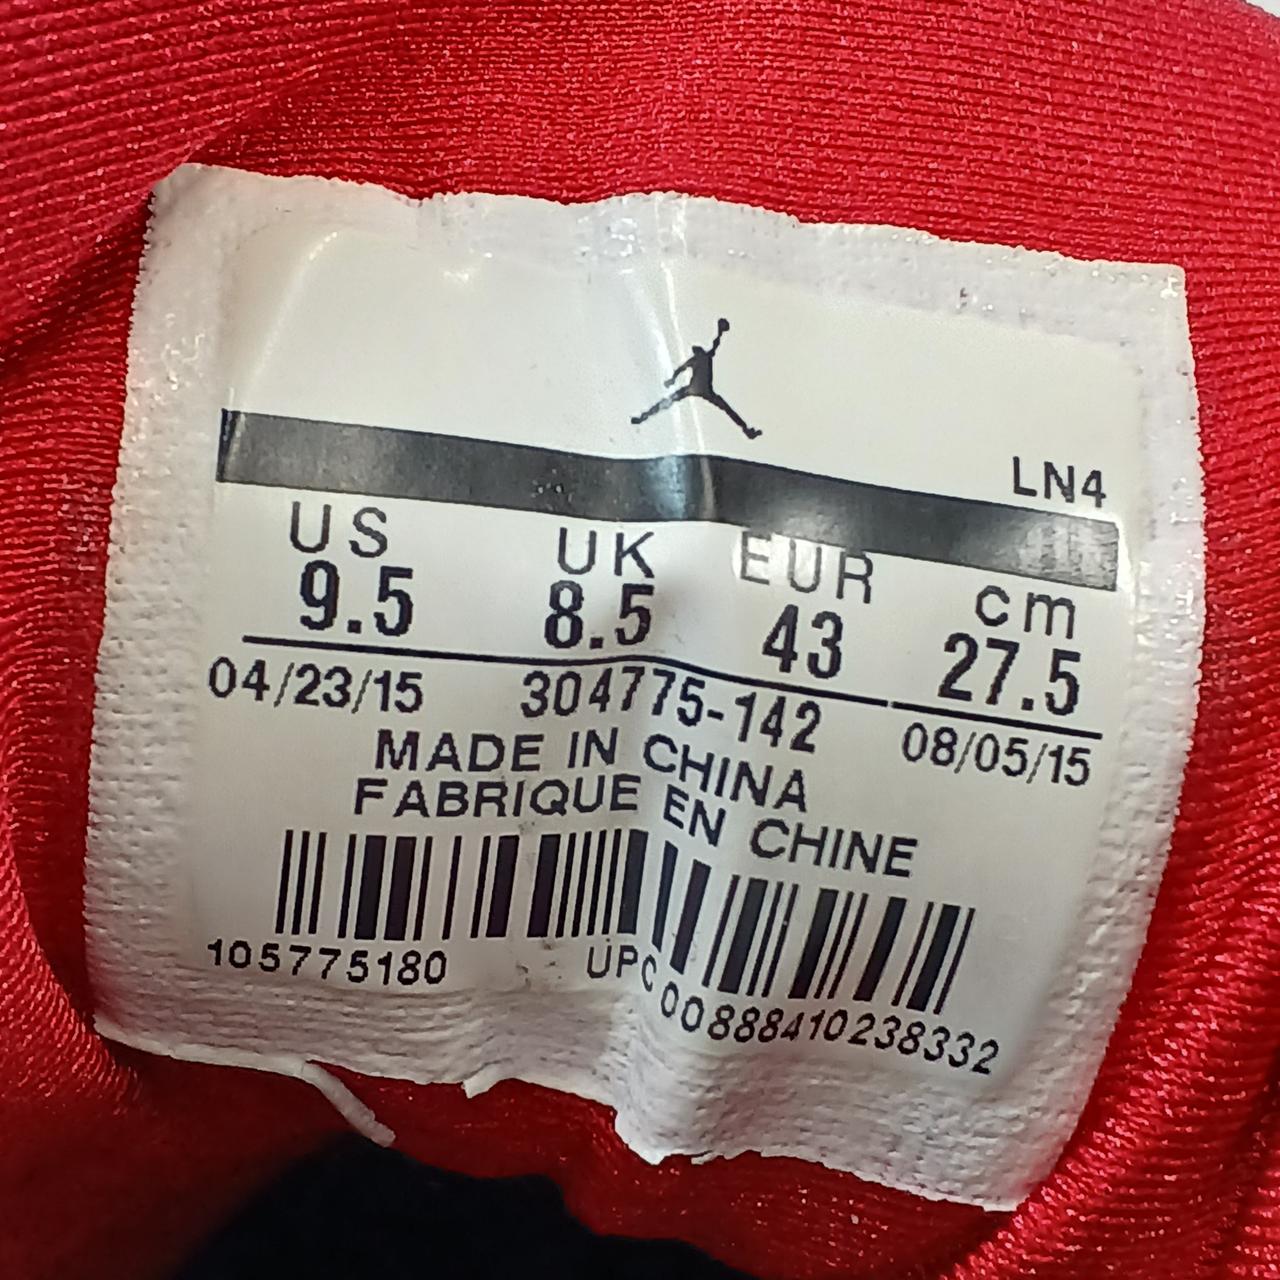 LN4
US UK EUR cm
9.5 8.5 43 27.5
04/23/15 304775-142 08/05/15
MADE IN CHINA
FABRIQUE EN CHINE
105775180 UPC 00888410238332